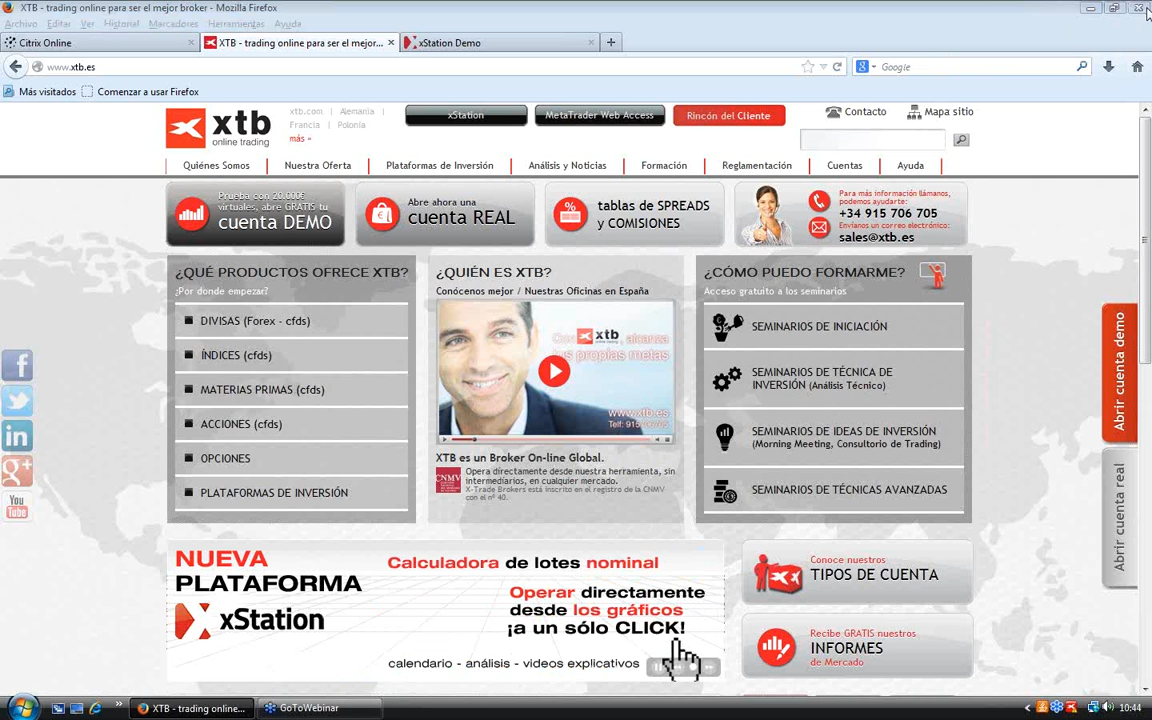 XTB - trading online para ser el mejor broker - Mozilla Firefox
Archivo Editar Ver Historial Marcadores Herramientas Ayuda
Citrix Online
XTB - trading online para ser el mejor...
xStation Demo
www.xtb.es
Google
Más visitados
Comenzar a usar Firefox
xtb
online trading
xtb.com | Alemania |
Francia | Polonia
más »
xStation
MetaTrader Web Access
Rincón del Cliente
Contacto
Mapa sitio
Quiénes Somos
Nuestra Oferta
Plataformas de Inversión
Análisis y Noticias
Formación
Reglamentación
Cuentas
Ayuda
Prueba con 20.000€
virtuales, abre GRATIS tu
cuenta DEMO
Abre ahora una
cuenta REAL
tablas de SPREADS
y COMISIONES
Para más información llámanos,
podemos ayudarte:
+34 915 706 705
Envíanos un correo electrónico:
sales@xtb.es
¿QUÉ PRODUCTOS OFRECE XTB?
¿Por donde empezar?
DIVISAS (Forex - cfds)
ÍNDICES (cfds)
MATERIAS PRIMAS (cfds)
ACCIONES (cfds)
OPCIONES
PLATAFORMAS DE INVERSIÓN
¿QUIÉN ES XTB?
Conócenos mejor / Nuestras Oficinas en España
Con xtb, alcanza
tus propias metas
www.xtb.es
XTB es un Broker On-line Global.
CNMV
Opera directamente desde nuestra herramienta, sin
intermediarios, en cualquier mercado.
X-Trade Brokers está inscrito en el registro de la CNMV
con el nº 40.
¿CÓMO PUEDO FORMARME?
Acceso gratuito a los seminarios
SEMINARIOS DE INICIACIÓN
SEMINARIOS DE TÉCNICA DE
INVERSIÓN (Análisis Técnico)
SEMINARIOS DE IDEAS DE INVERSIÓN
(Morning Meeting, Consultorio de Trading)
SEMINARIOS DE TÉCNICAS AVANZADAS
Abrir cuenta demo
Abrir cuenta real
You
Tube
NUEVA
PLATAFORMA
xStation
Calculadora de lotes nominal
Operar directamente
desde los gráficos
¡a un sólo CLICK!
calendario - análisis - videos explicativos
Conoce nuestros
TIPOS DE CUENTA
Recibe GRATIS nuestros
INFORMES
de Mercado
XTB - trading online...
GoToWebinar
10:44